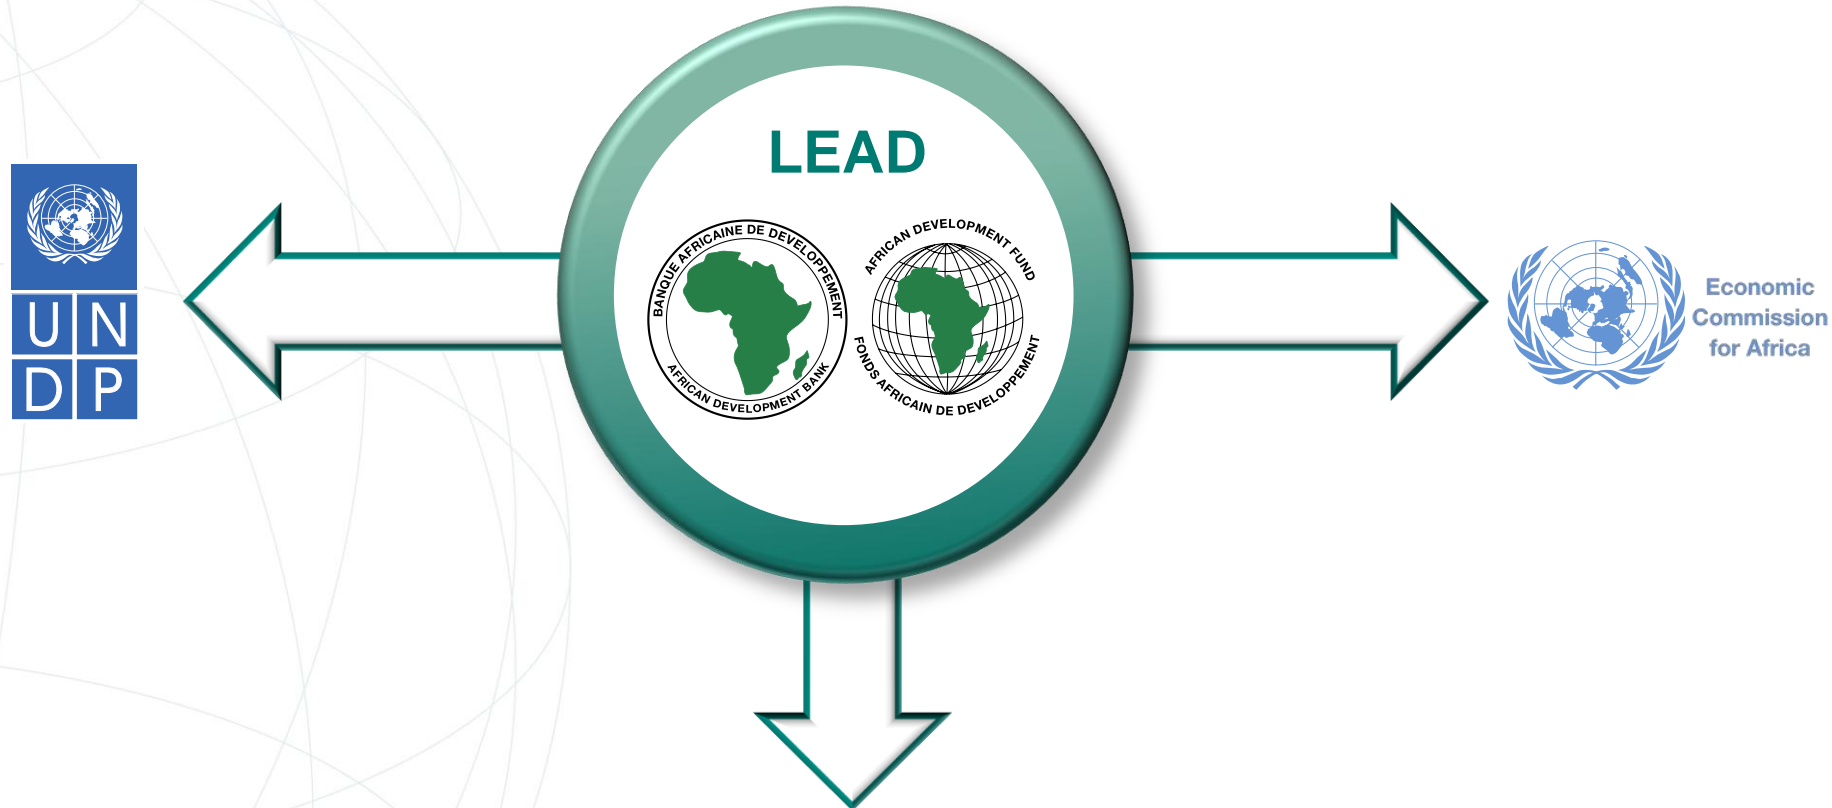 LEAD
BANQUE AFRICAINE DE DEVELOPPEMENT
AFRICAN DEVELOPMENT BANK
AFRICAN DEVELOPMENT FUND
FONDS AFRICAIN DE DEVELOPPEMENT
U N
D P
Economic
Commission
for Africa